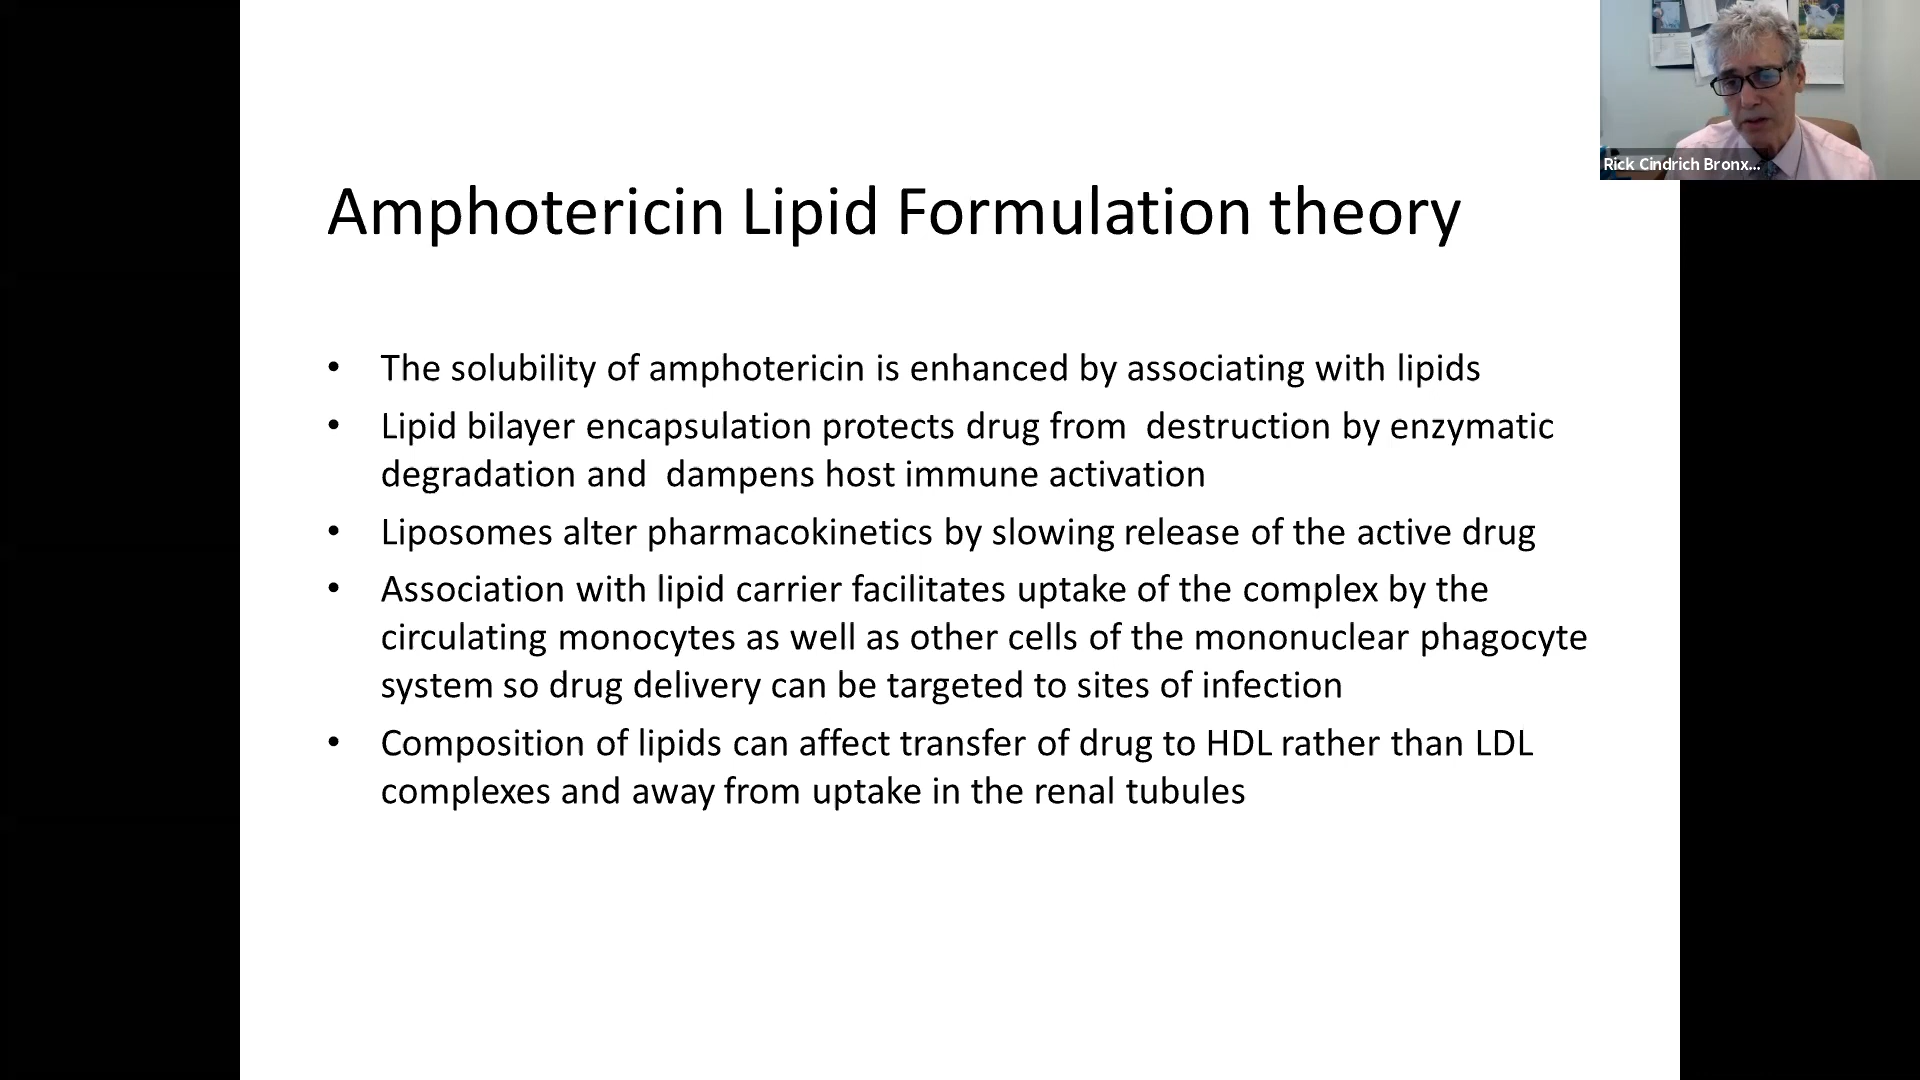 Rick Cindrich Bronx...
Amphotericin Lipid Formulation theory
• The solubility of amphotericin is enhanced by associating with lipids
• Lipid bilayer encapsulation protects drug from  destruction by enzymatic
degradation and  dampens host immune activation
• Liposomes alter pharmacokinetics by slowing release of the active drug
• Association with lipid carrier facilitates uptake of the complex by the
circulating monocytes as well as other cells of the mononuclear phagocyte
system so drug delivery can be targeted to sites of infection
• Composition of lipids can affect transfer of drug to HDL rather than LDL
complexes and away from uptake in the renal tubules